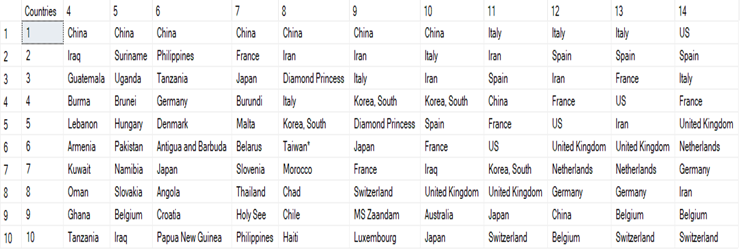 Countries 4 5 6 7 8 9 10 11 12 13 14
1 1 China China China China China China China Italy Italy Italy US
2 2 Iraq Suriname Philippines France Iran Iran Italy Iran Spain Spain Spain
3 3 Guatemala Uganda Tanzania Japan Diamond Princess Italy Iran Spain Iran France Italy
4 4 Burma Brunei Germany Burundi Italy Korea, South Korea, South China France US France
5 5 Lebanon Hungary Denmark Malta Korea, South Diamond Princess Spain France US Iran United Kingdom
6 6 Armenia Pakistan Antigua and Barbuda Belarus Taiwan* Japan France US United Kingdom United Kingdom Netherlands
7 7 Kuwait Namibia Japan Slovenia Morocco France Iraq Korea, South Netherlands Netherlands Germany
8 8 Oman Slovakia Angola Thailand Chad Switzerland United Kingdom United Kingdom Germany Germany Iran
9 9 Ghana Belgium Croatia Holy See Chile MS Zaandam Australia Japan China Belgium Belgium
10 10 Tanzania Iraq Papua New Guinea Philippines Haiti Luxembourg Japan Switzerland Belgium Switzerland Switzerland